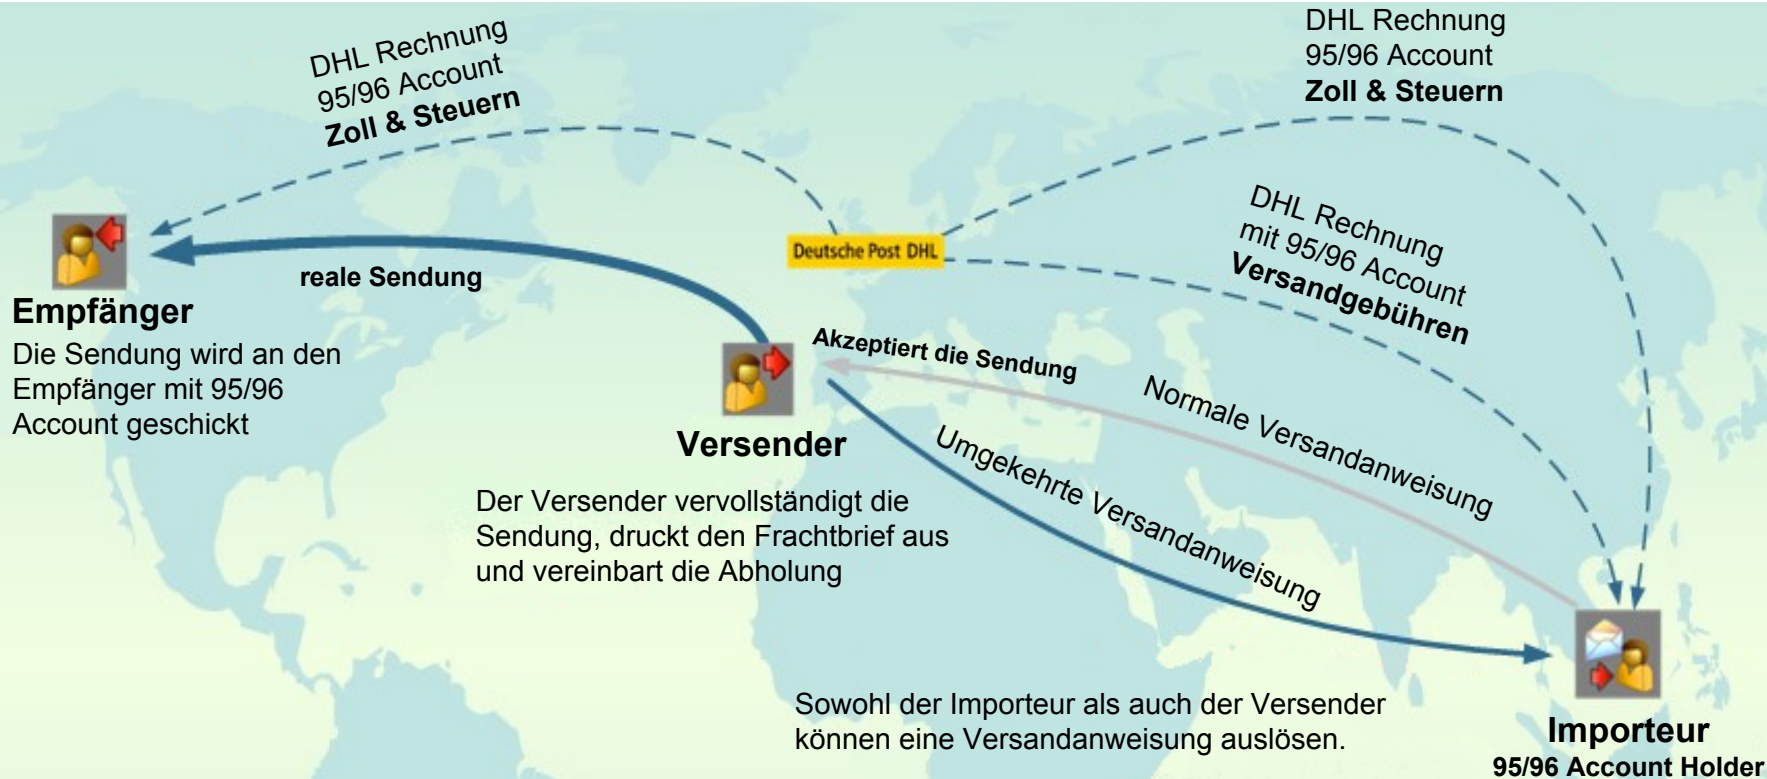 DHL Rechnung
95/96 Account
Zoll & Steuern
DHL Rechnung
95/96 Account
Zoll & Steuern
DHL Rechnung
mit 95/96 Account
Versandgebühren
Deutsche Post DHL
reale Sendung
Empfänger
Die Sendung wird an den
Empfänger mit 95/96
Account geschickt
Akzeptiert die Sendung
Normale Versandanweisung
Umgekehrte Versandanweisung
Versender
Der Versender vervollständigt die
Sendung, druckt den Frachtbrief aus
und vereinbart die Abholung
Sowohl der Importeur als auch der Versender
können eine Versandanweisung auslösen.
Importeur
95/96 Account Holder